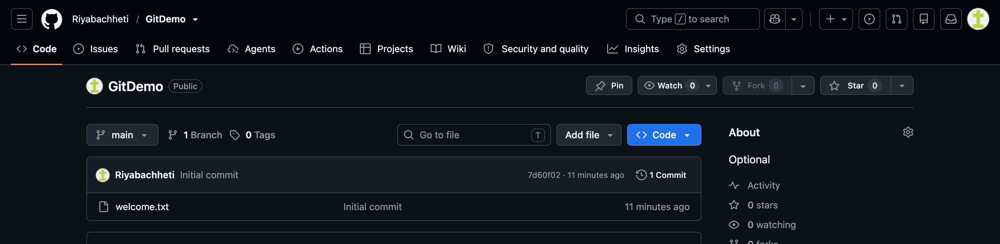 Riyabachheti / GitDemo
Type / to search
Code Issues Pull requests Agents Actions Projects Wiki Security and quality Insights Settings
GitDemo Public
Pin Watch 0 Fork 0 Star 0
main 1 Branch 0 Tags
Go to file T Add file Code
About
Optional
Riyabachheti Initial commit 7d60f02 · 11 minutes ago 1 Commit
Activity
welcome.txt Initial commit 11 minutes ago
0 stars
0 watching
0 forks